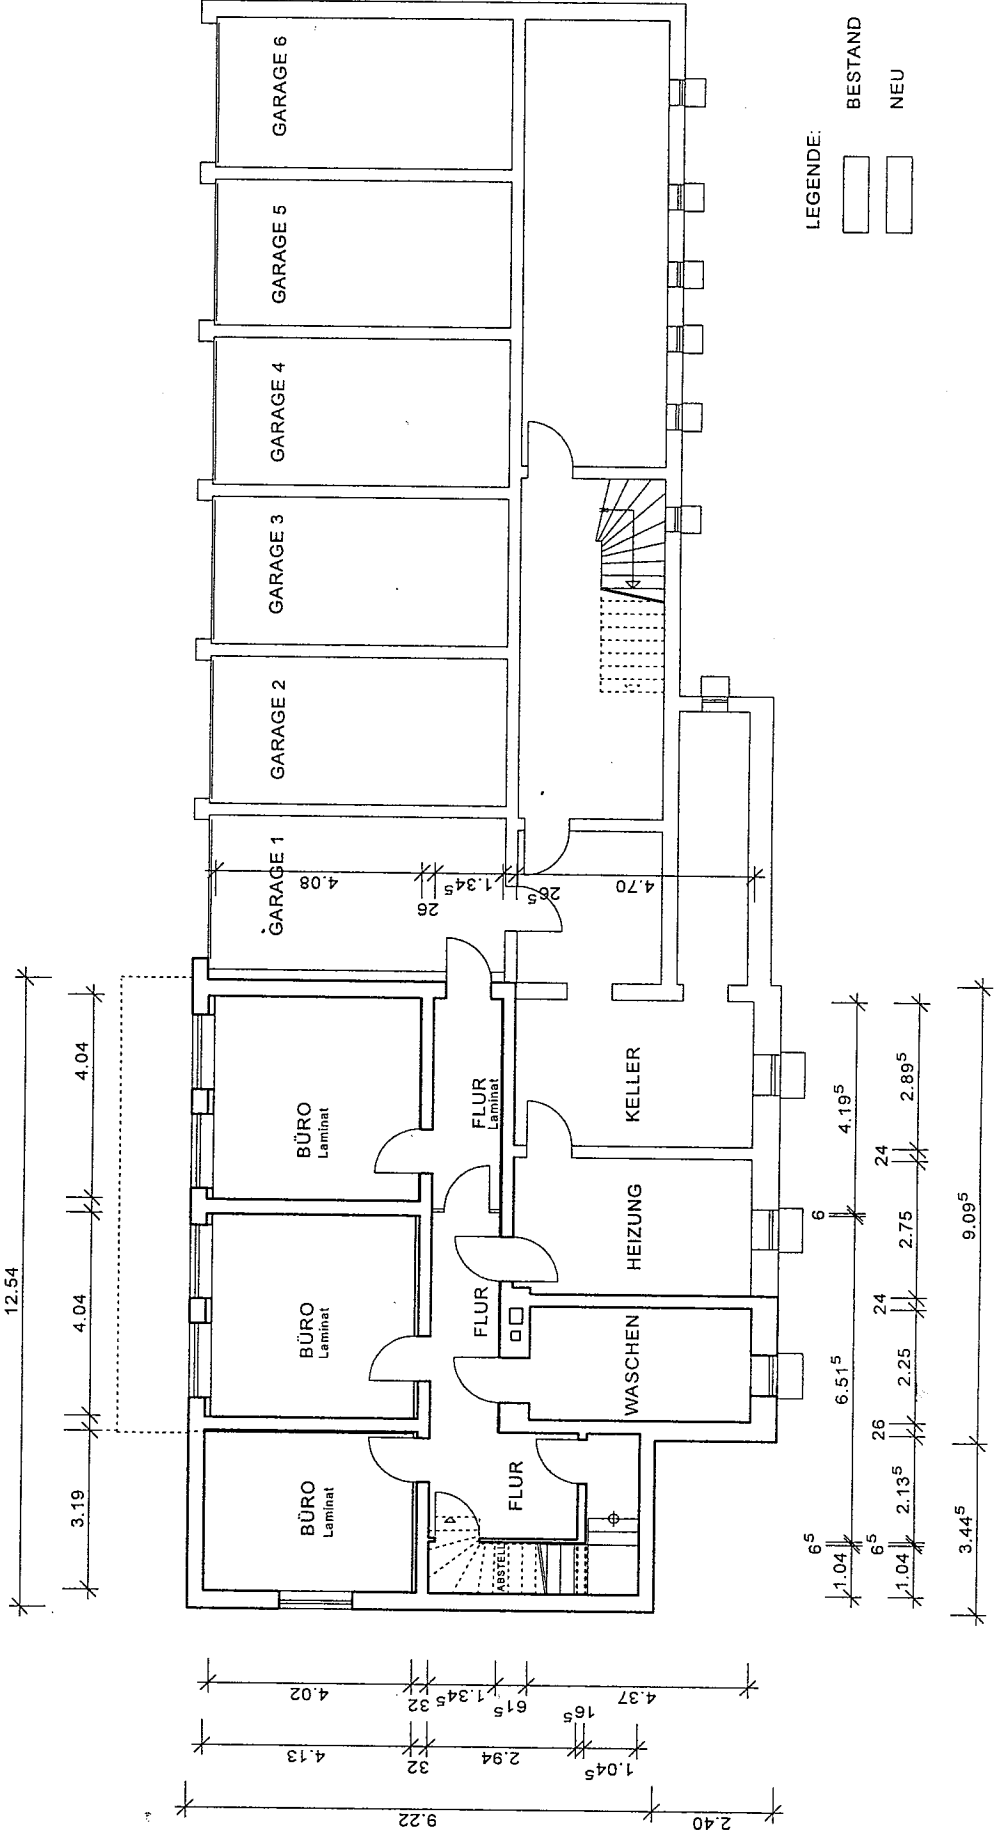 GARAGE 1
GARAGE 2
GARAGE 3
GARAGE 4
GARAGE 5
GARAGE 6
LEGENDE:
BESTAND
NEU
BÜRO
Laminat
BÜRO
Laminat
BÜRO
Laminat
FLUR
FLUR
FLUR
Laminat
ABSTELL
WASCHEN
HEIZUNG
KELLER
12.54
3.19
4.04
4.04
4.08
26
1.34⁵
26⁵
4.70
1.04
6⁵
6.51⁵
6
4.19⁵
1.04
6⁵
2.13⁵
26
2.25
24
2.75
24
2.89⁵
3.44⁵
9.09⁵
4.02
32
1.34⁵
61⁵
4.37
4.13
32
2.94
16⁵
1.04⁵
9.22
2.40